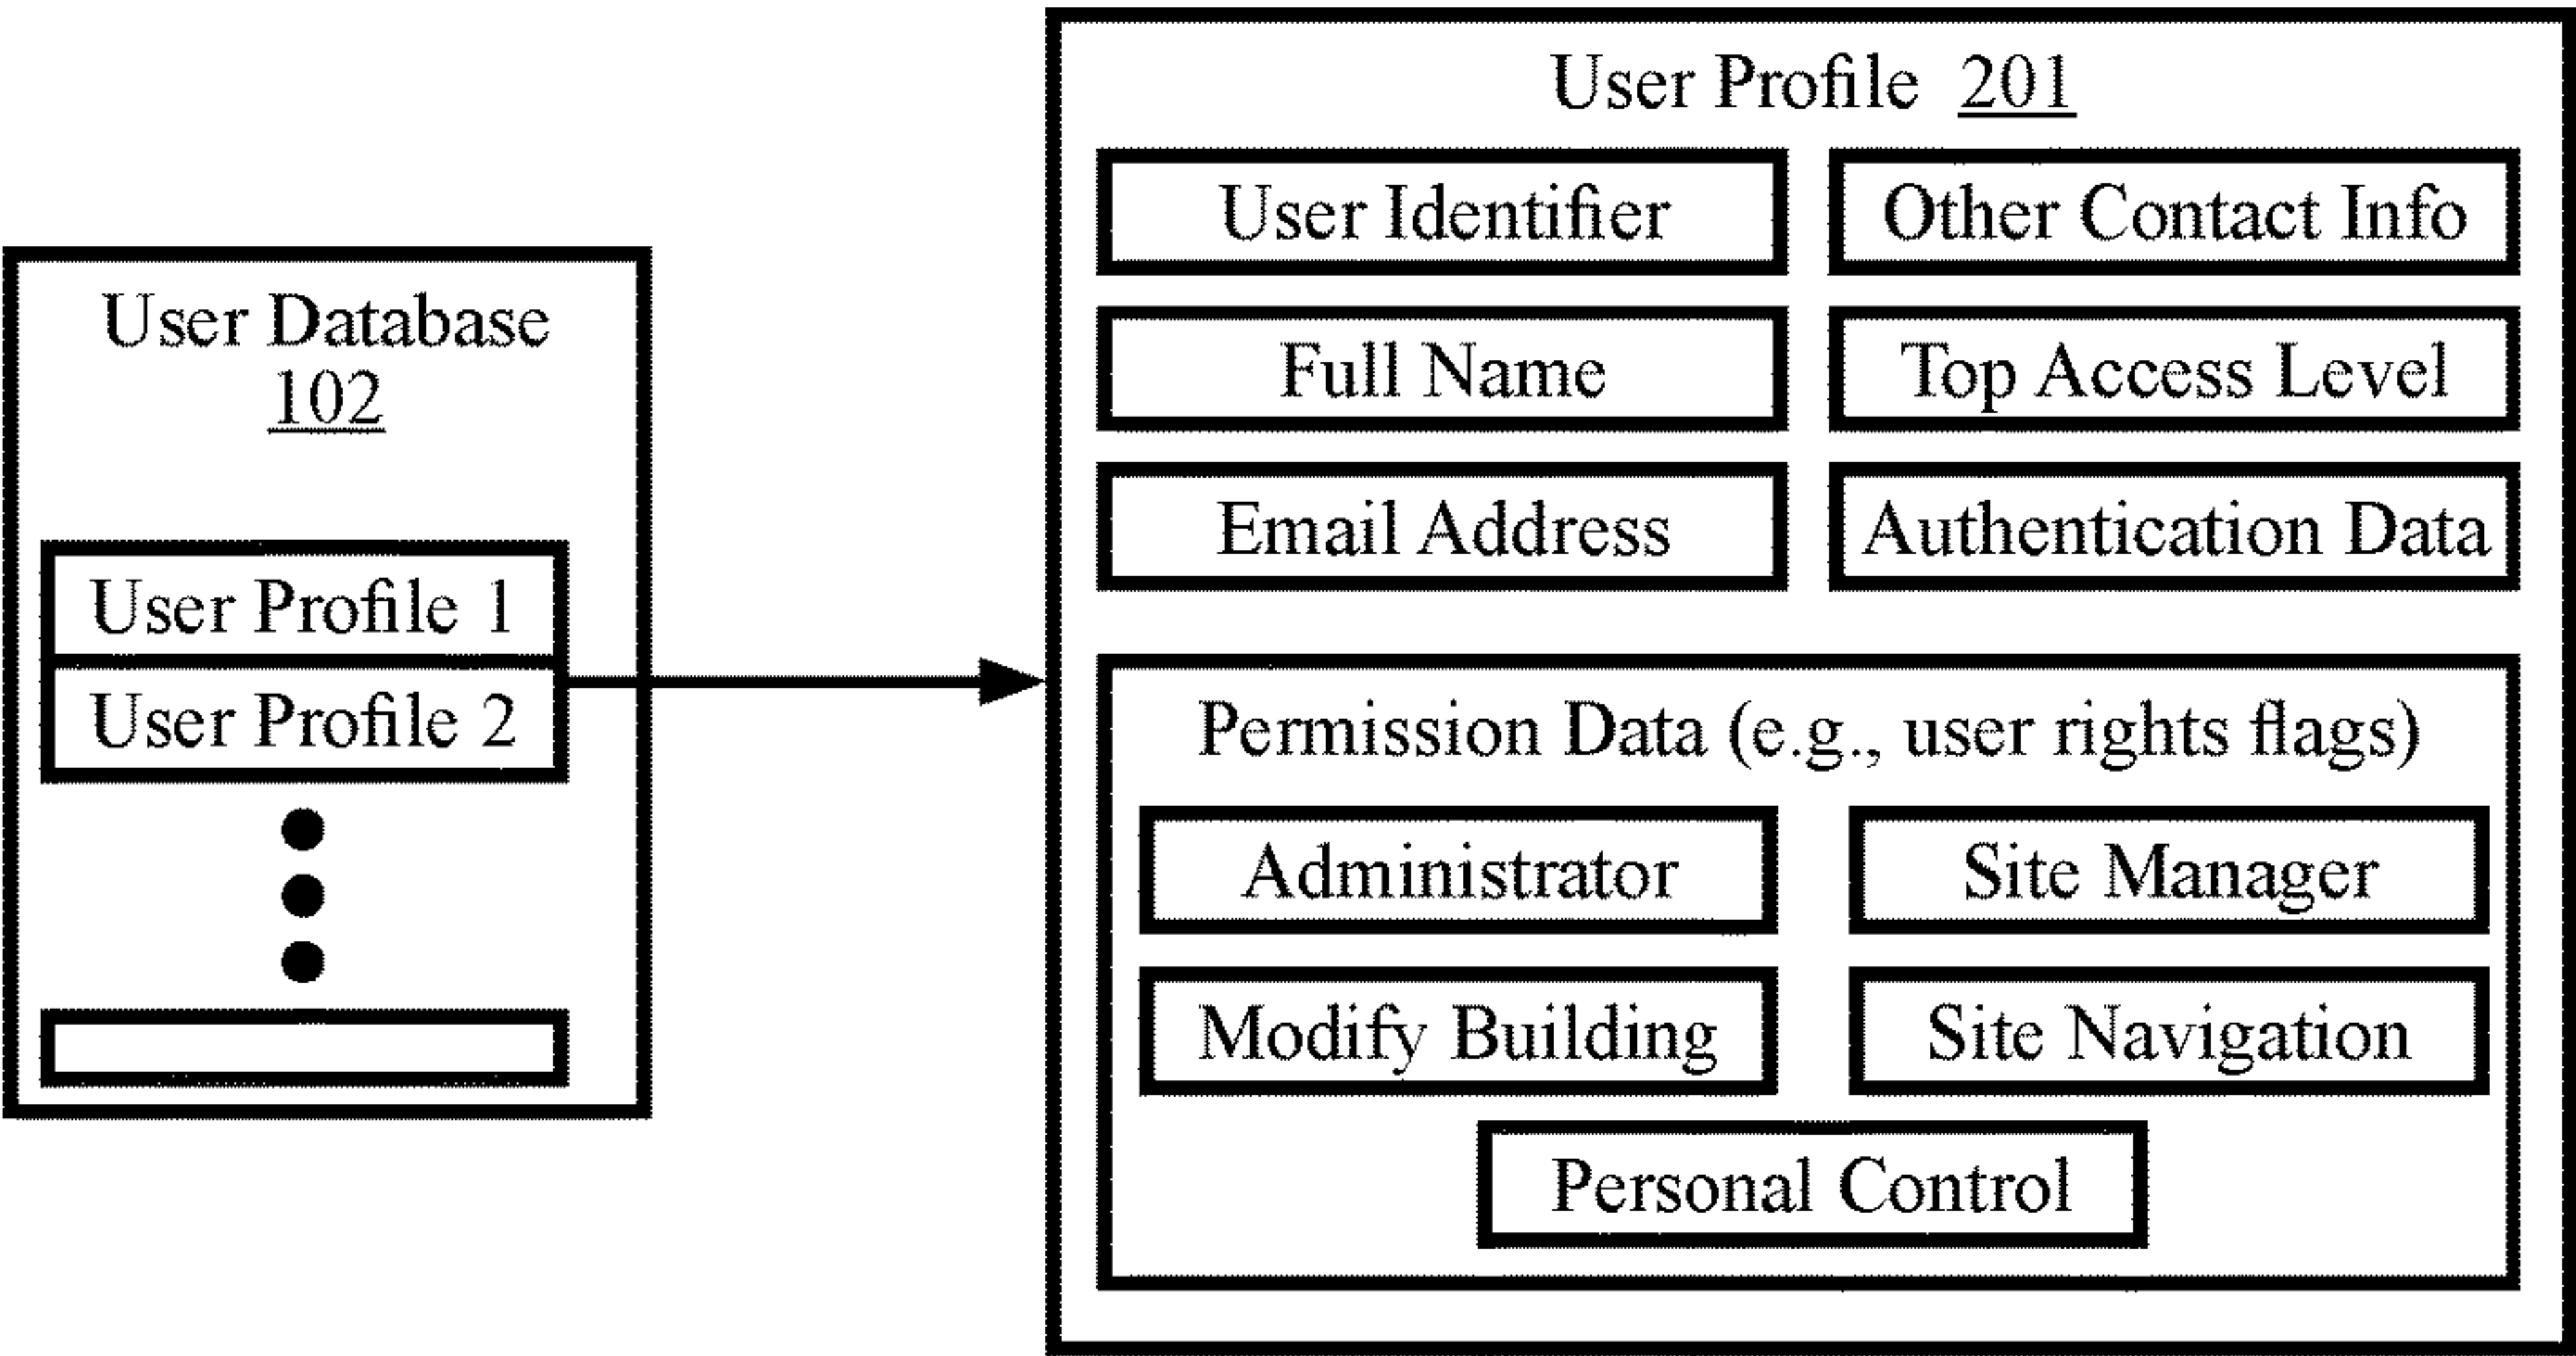 User Database
102
User Profile 1
User Profile 2
User Profile 201
User Identifier
Other Contact Info
Full Name
Top Access Level
Email Address
Authentication Data
Permission Data (e.g., user rights flags)
Administrator
Site Manager
Modify Building
Site Navigation
Personal Control